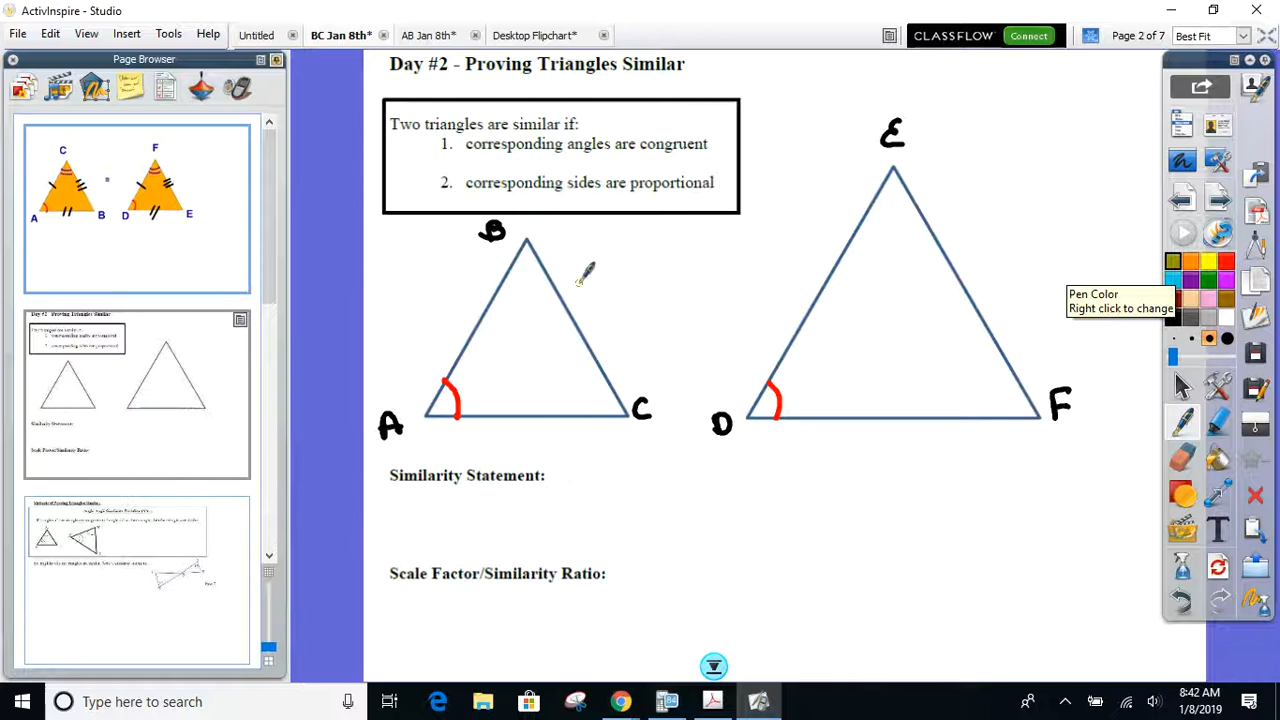 ActivInspire - Studio
File Edit View Insert Tools Help Untitled BC Jan 8th* AB Jan 8th* Desktop Flipchart* CLASSFLOW Connect Page 2 of 7 Best Fit
Page Browser
C F
A B D E
Day #2 - Proving Triangles Similar
Two triangles are similar if:
1. corresponding angles are congruent
2. corresponding sides are proportional
B
E
A
C
D
F
Pen Color
Right click to change
Similarity Statement:
Scale Factor/Similarity Ratio:
Type here to search
8:42 AM
1/8/2019